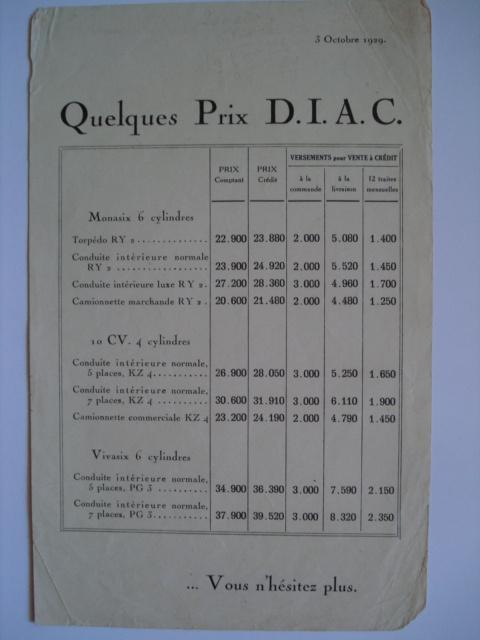 3 Octobre 1929.
Quelques Prix D.I.A.C.
PRIX Comptant PRIX Crédit VERSEMENTS pour VENTE à CRÉDIT
à la commande à la livraison 12 traites mensuelles
Monasix 6 cylindres
Torpédo RY 2 .............. 22.900 23.880 2.000 5.080 1.400
Conduite intérieure normale
RY 2 .................. 23.900 24.920 2.000 5.520 1.450
Conduite intérieure luxe RY 2. 27.200 28.360 3.000 4.960 1.700
Camionnette marchande RY 2 . 20.600 21.480 2.000 4.480 1.250
10 CV. 4 cylindres
Conduite intérieure normale,
5 places, KZ 4........... 26.900 28.050 3.000 5.250 1.650
Conduite intérieure normale,
7 places, KZ 4 .......... 30.600 31.910 3.000 6.110 1.900
Camionnette commerciale KZ 4 23.200 24.190 2.000 4.790 1.450
Vivasix 6 cylindres
Conduite intérieure normale,
5 places, PG 3 .......... 34.900 36.390 3.000 7.590 2.150
Conduite intérieure normale,
7 places, PG 3........... 37.900 39.520 3.000 8.320 2.350
... Vous n'hésitez plus.